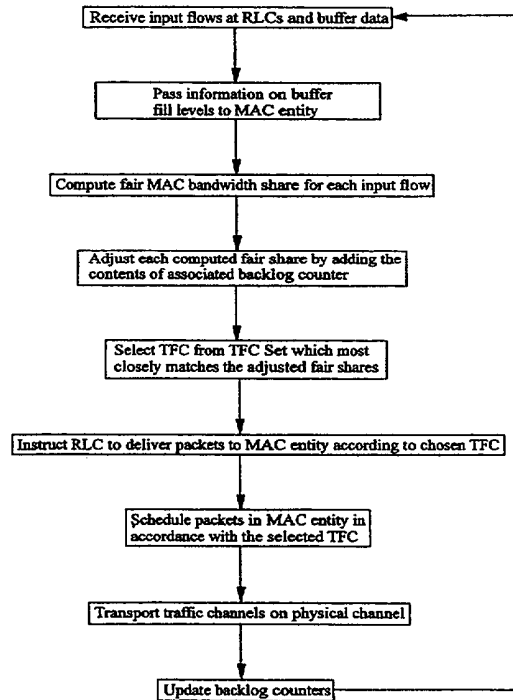 Receive input flows at RLCs and buffer data
Pass information on buffer
fill levels to MAC entity
Compute fair MAC bandwidth share for each input flow
Adjust each computed fair share by adding the
contents of associated backlog counter
Select TFC from TFC Set which most
closely matches the adjusted fair shares
Instruct RLC to deliver packets to MAC entity according to chosen TFC
Schedule packets in MAC entity in
accordance with the selected TFC
Transport traffic channels on physical channel
Update backlog counters